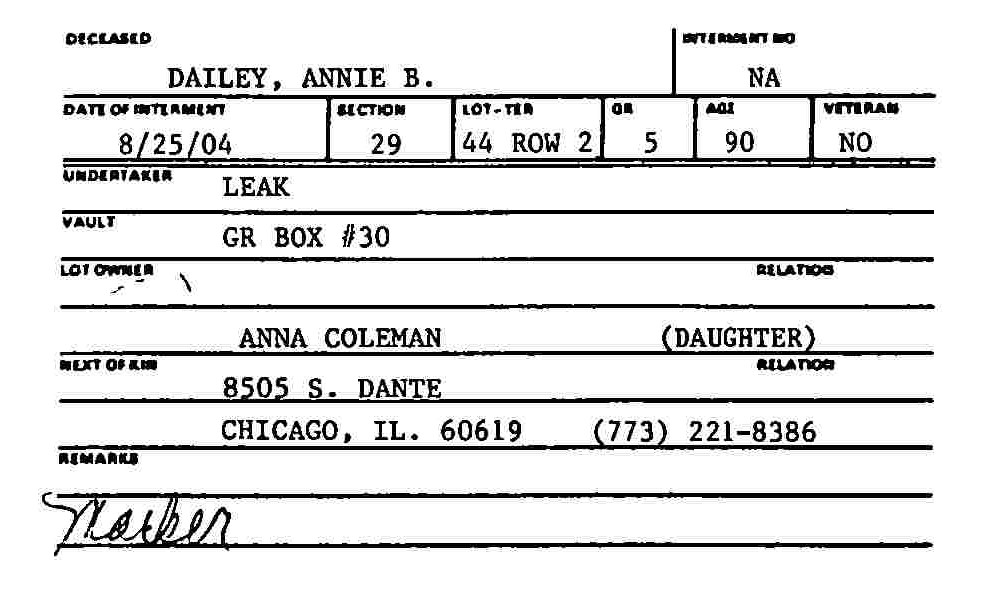 DECEASED INTERMENT NO
DAILEY, ANNIE B. NA
DATE OF INTERMENT SECTION LOT-TER GR AGE VETERAN
8/25/04 29 44 ROW 2 5 90 NO
UNDERTAKER LEAK
VAULT
GR BOX #30
LOT OWNER RELATION
ANNA COLEMAN (DAUGHTER)
NEXT OF KIN RELATION
8505 S. DANTE
CHICAGO, IL. 60619 (773) 221-8386
REMARKS
Marker